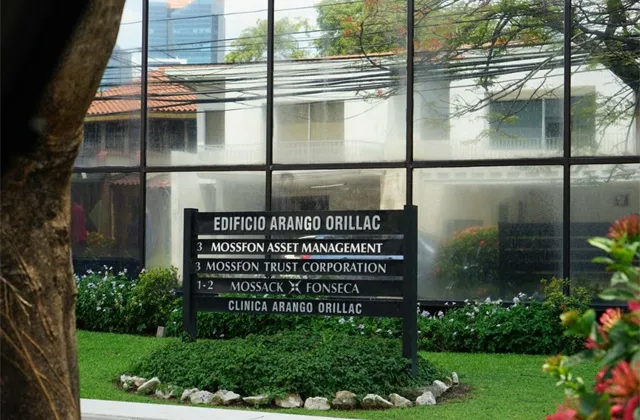 EDIFICIO ARANGO ORILLAC
3 MOSSFON ASSET MANAGEMENT
3 MOSSFON TRUST CORPORATION
1-2 MOSSACK FONSECA
CLINICA ARANGO ORILLAC